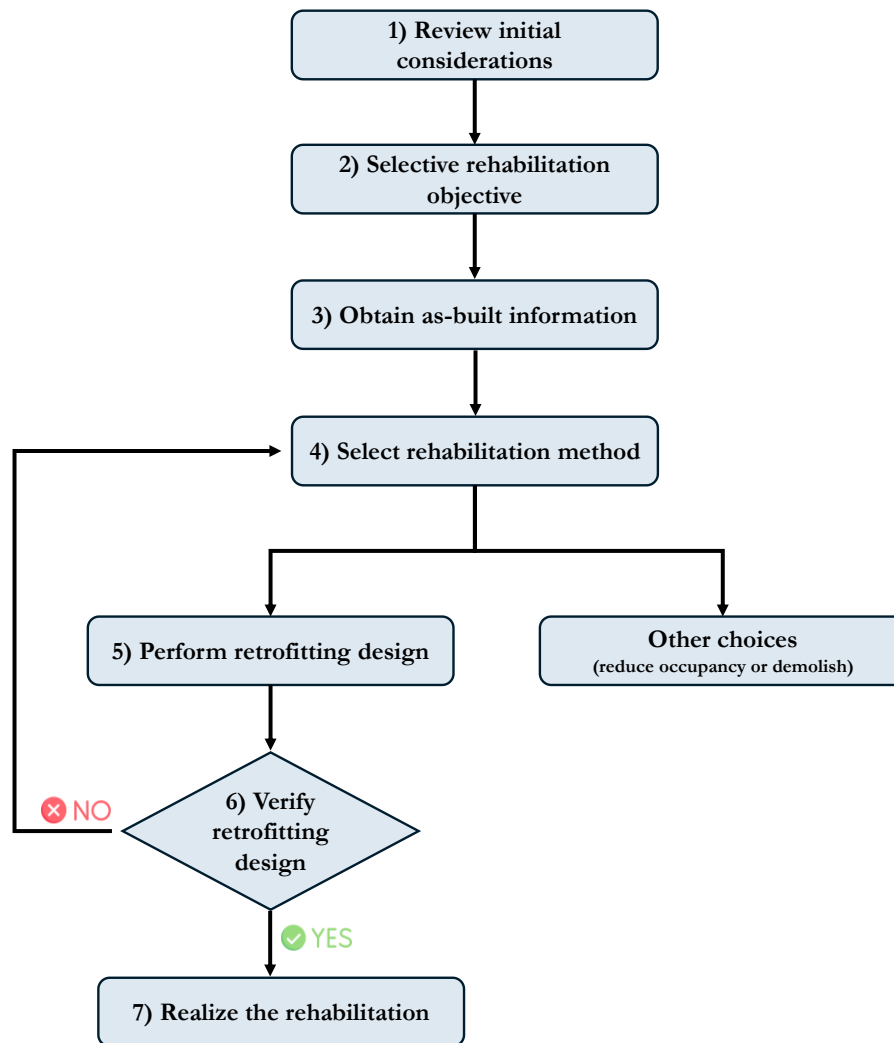 1) Review initial
considerations
2) Selective rehabilitation
objective
3) Obtain as-built information
4) Select rehabilitation method
5) Perform retrofitting design
Other choices
(reduce occupancy or demolish)
6) Verify
retrofitting
design
NO
YES
7) Realize the rehabilitation